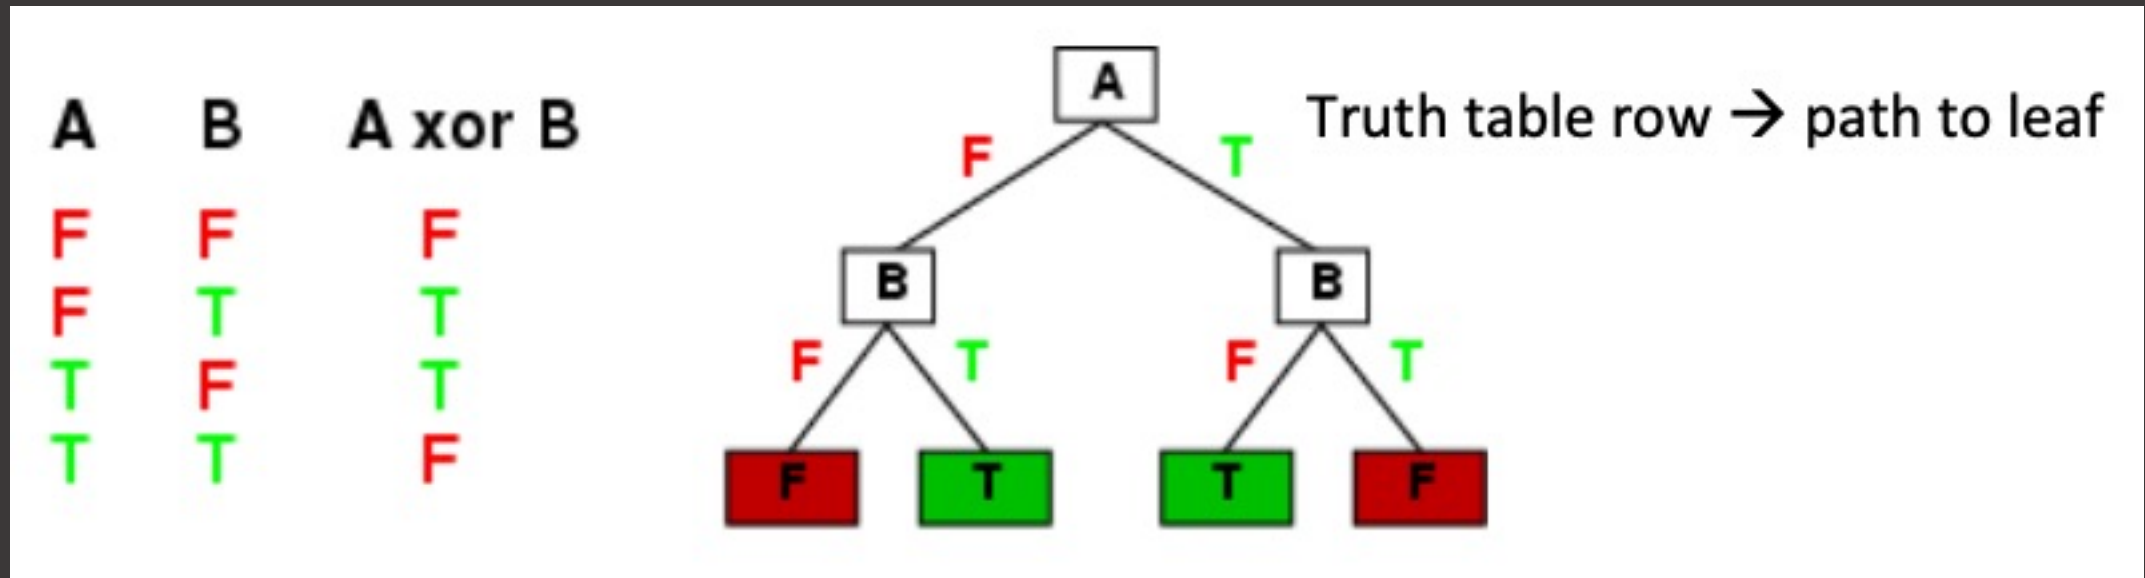 A B A xor B
F F F
F T T
T F T
T T F
A
F T
B B
F T F T
F T T F
Truth table row → path to leaf